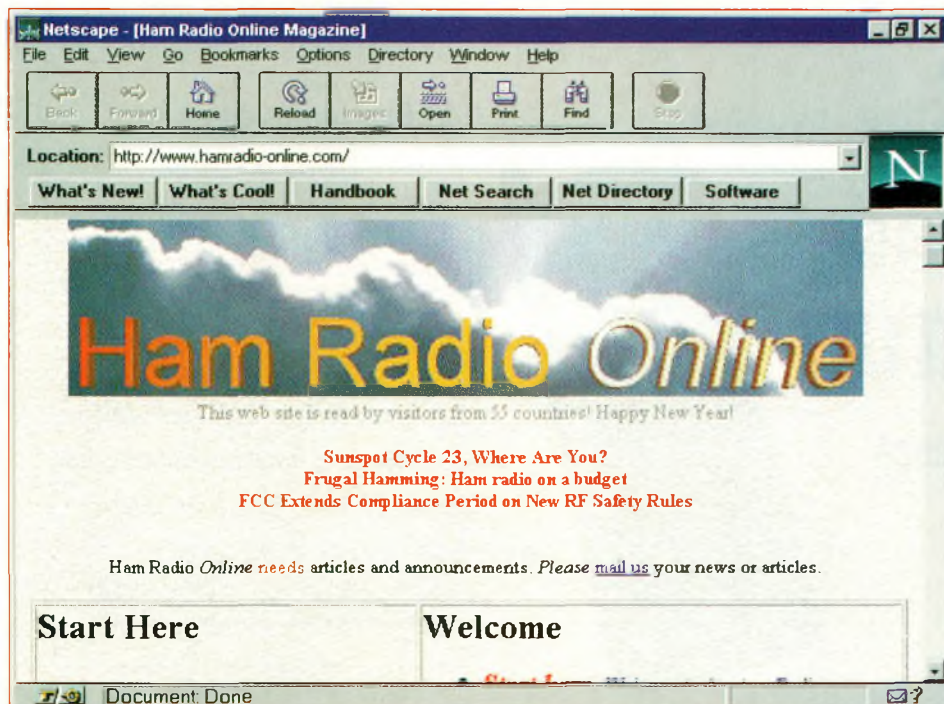 Netscape - [Ham Radio Online Magazine]
File Edit View Go Bookmarks Options Directory Window Help
Back Forward Home Reload Images Open Print Find Stop
Location: http://www.hamradio-online.com/
N
What's New! What's Cool! Handbook Net Search Net Directory Software
Ham Radio Online
This web site is read by visitors from 55 countries! Happy New Year!
Sunspot Cycle 23, Where Are You?
Frugal Hamming: Ham radio on a budget
FCC Extends Compliance Period on New RF Safety Rules
Ham Radio Online needs articles and announcements. Please mail us your news or articles.
Start Here Welcome
Document: Done
?